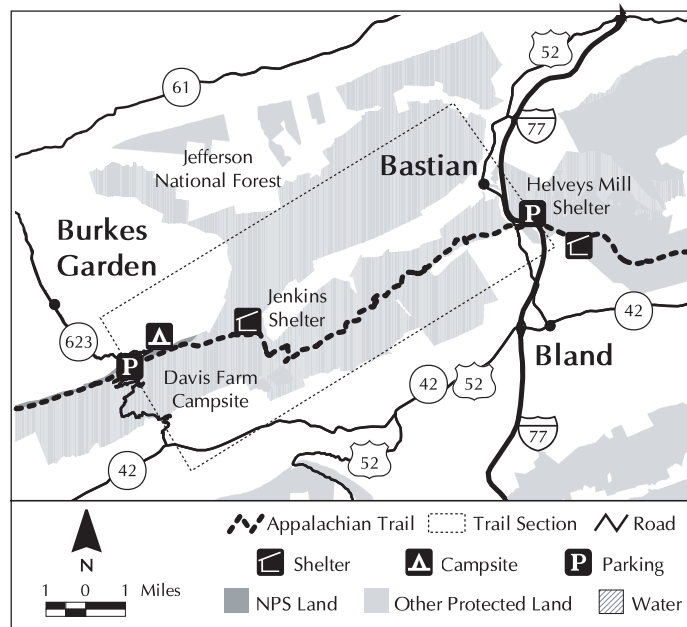 52
61
77
Jefferson
National Forest
Bastian
Helveys Mill
Shelter
P
Burkes
Garden
Jenkins
Shelter
42
623
Bland
P
Davis Farm
Campsite
42
52
77
52
42
Appalachian Trail
Trail Section
Road
N
Shelter
Campsite
P
Parking
1 0 1 Miles
NPS Land
Other Protected Land
Water